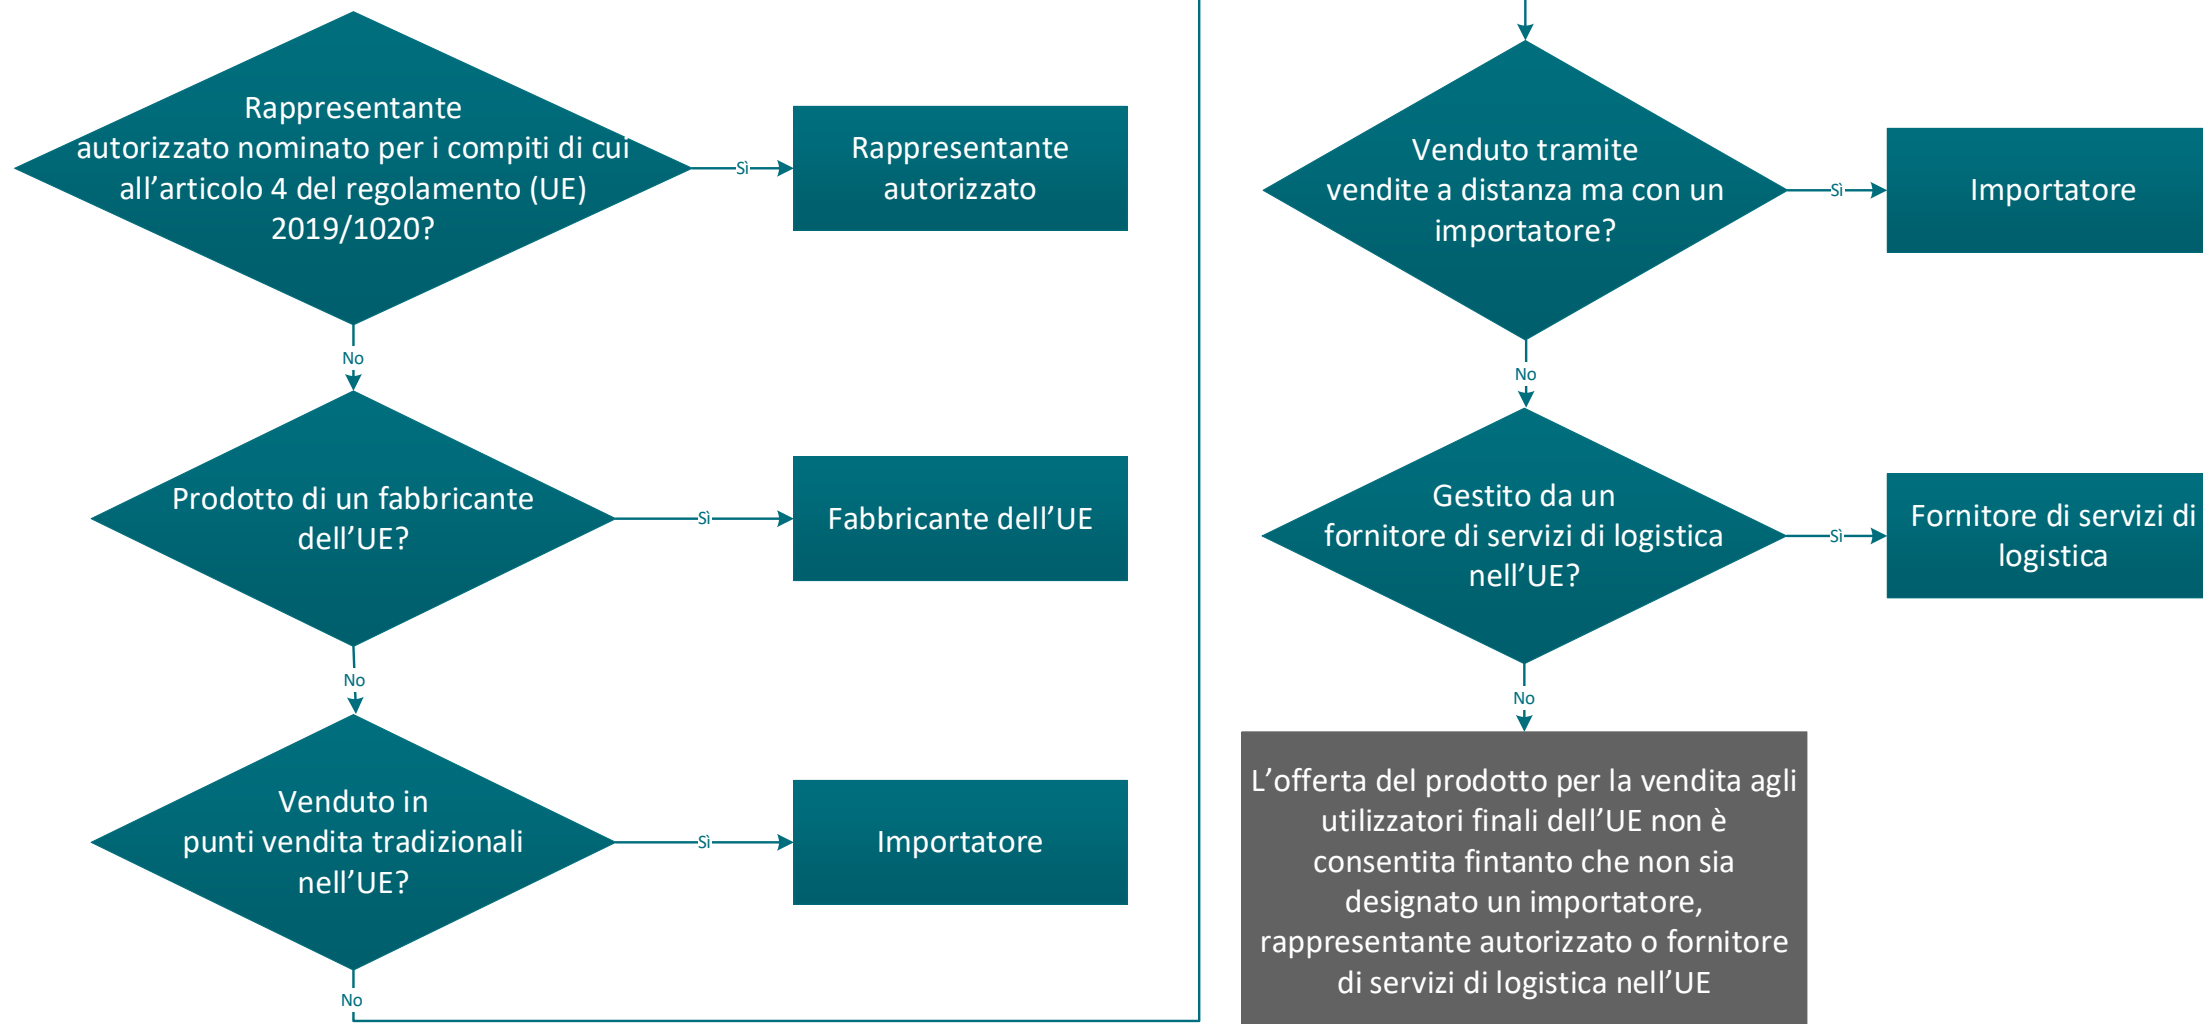 Rappresentante
autorizzato nominato per i compiti di cui
all’articolo 4 del regolamento (UE)
2019/1020?
Sì
Rappresentante
autorizzato
No
Prodotto di un fabbricante
dell’UE?
Sì
Fabbricante dell’UE
No
Venduto in
punti vendita tradizionali
nell’UE?
Sì
Importatore
No
Venduto tramite
vendite a distanza ma con un
importatore?
Sì
Importatore
No
Gestito da un
fornitore di servizi di logistica
nell’UE?
Sì
Fornitore di servizi di
logistica
No
L’offerta del prodotto per la vendita agli
utilizzatori finali dell’UE non è
consentita fintanto che non sia
designato un importatore,
rappresentante autorizzato o fornitore
di servizi di logistica nell’UE